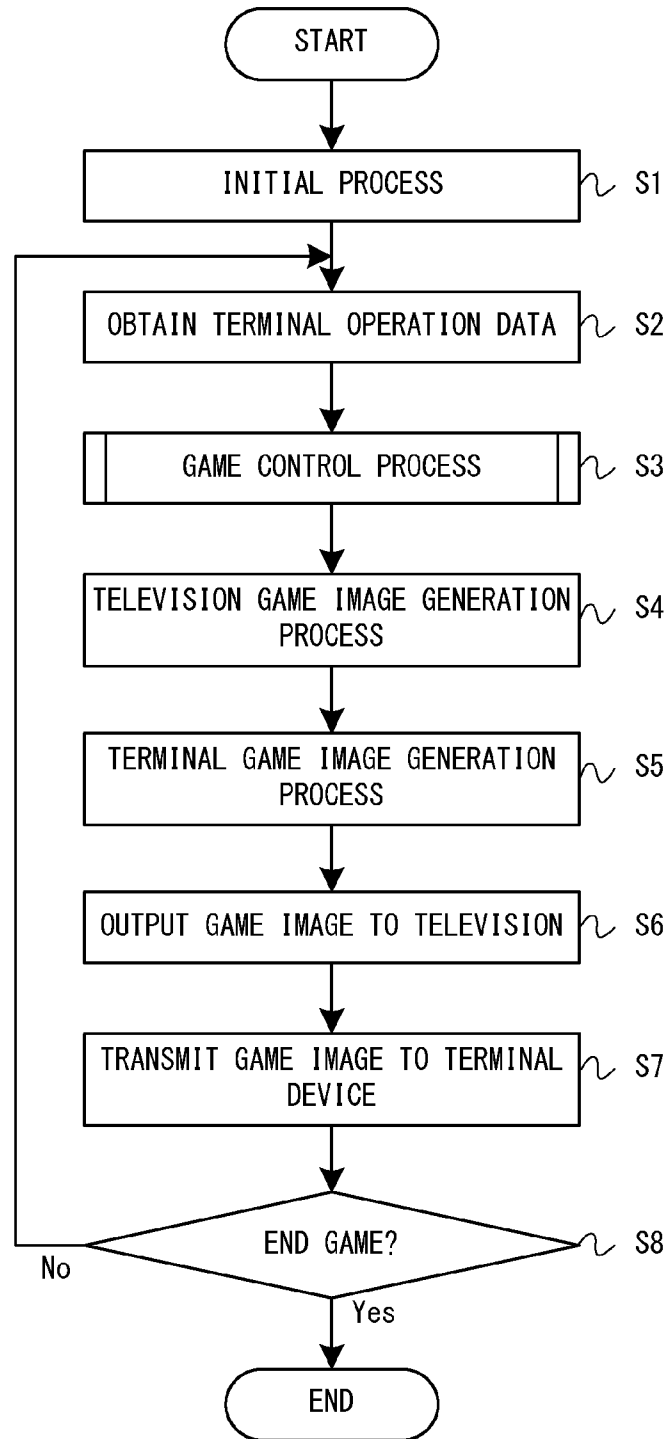 START
INITIAL PROCESS
S1
OBTAIN TERMINAL OPERATION DATA
S2
GAME CONTROL PROCESS
S3
TELEVISION GAME IMAGE GENERATION
PROCESS
S4
TERMINAL GAME IMAGE GENERATION
PROCESS
S5
OUTPUT GAME IMAGE TO TELEVISION
S6
TRANSMIT GAME IMAGE TO TERMINAL
DEVICE
S7
END GAME?
S8
No
Yes
END